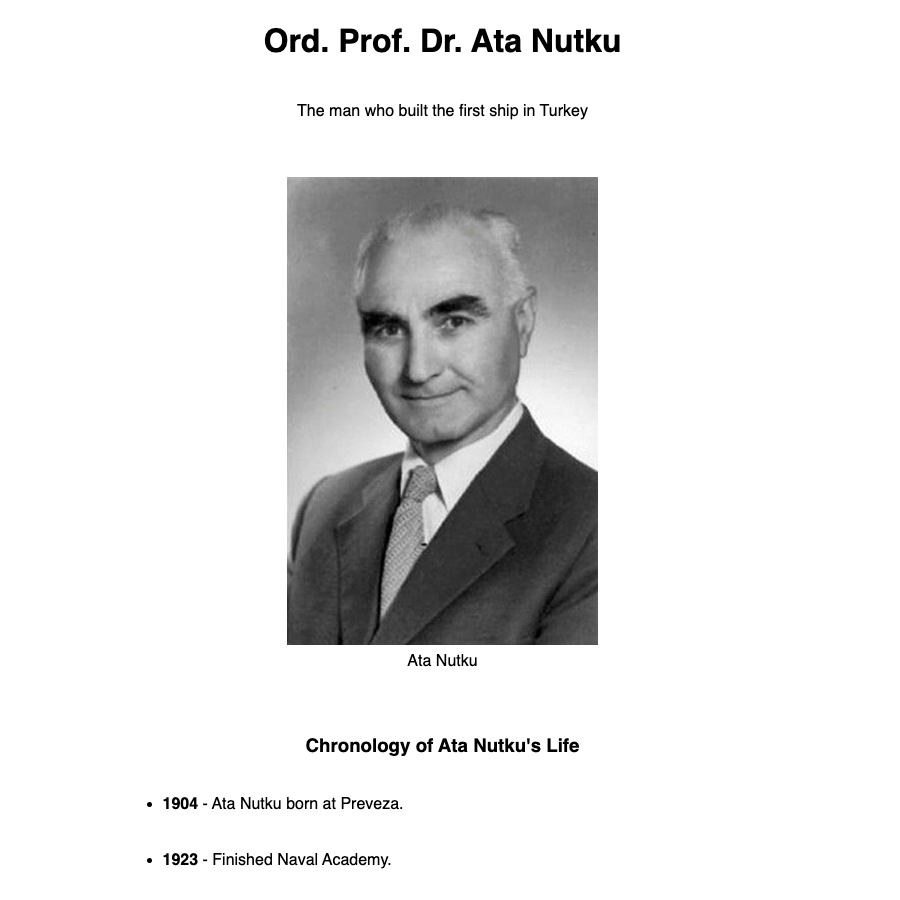 Ord. Prof. Dr. Ata Nutku
The man who built the first ship in Turkey
Ata Nutku
Chronology of Ata Nutku's Life
• 1904 - Ata Nutku born at Preveza.
• 1923 - Finished Naval Academy.